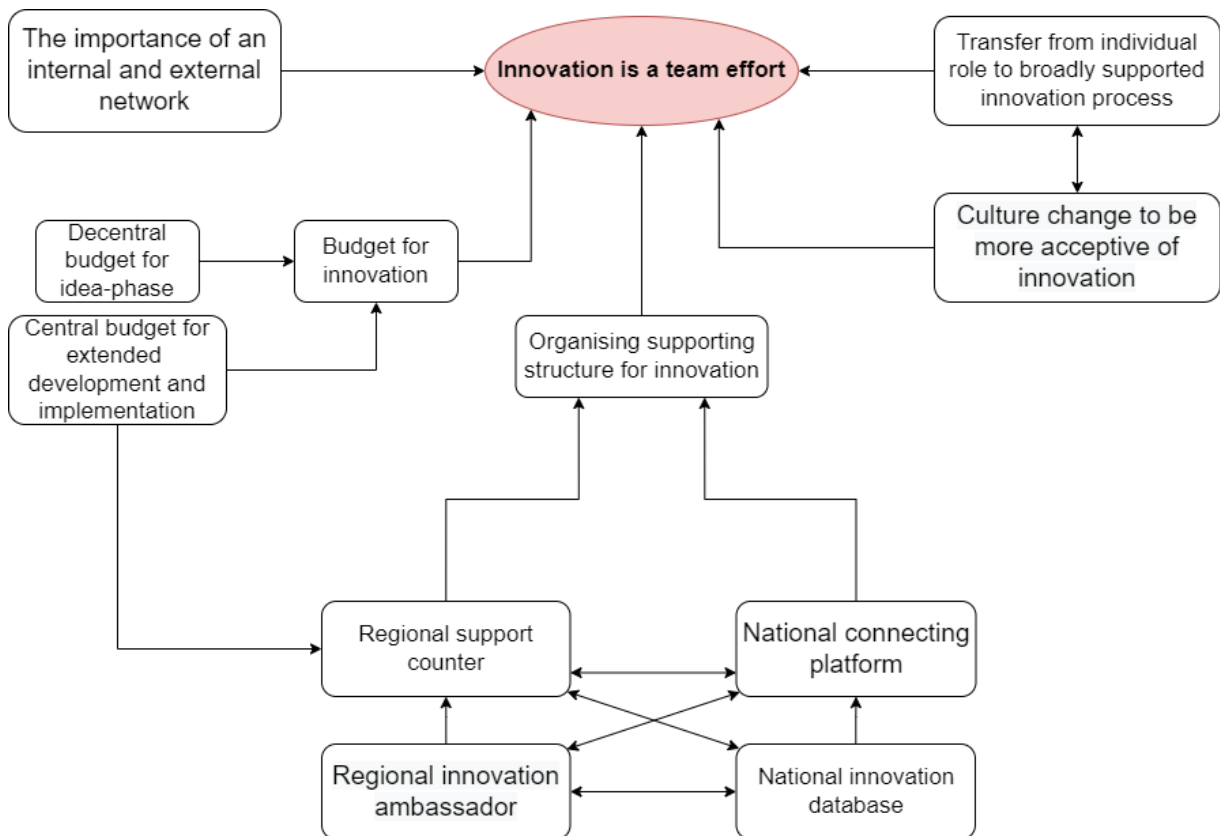 The importance of an
internal and external
network
Innovation is a team effort
Transfer from individual
role to broadly supported
innovation process
Culture change to be
more acceptive of
innovation
Decentral
budget for
idea-phase
Budget for
innovation
Central budget for
extended
development and
implementation
Organising supporting
structure for innovation
Regional support
counter
National connecting
platform
Regional innovation
ambassador
National innovation
database